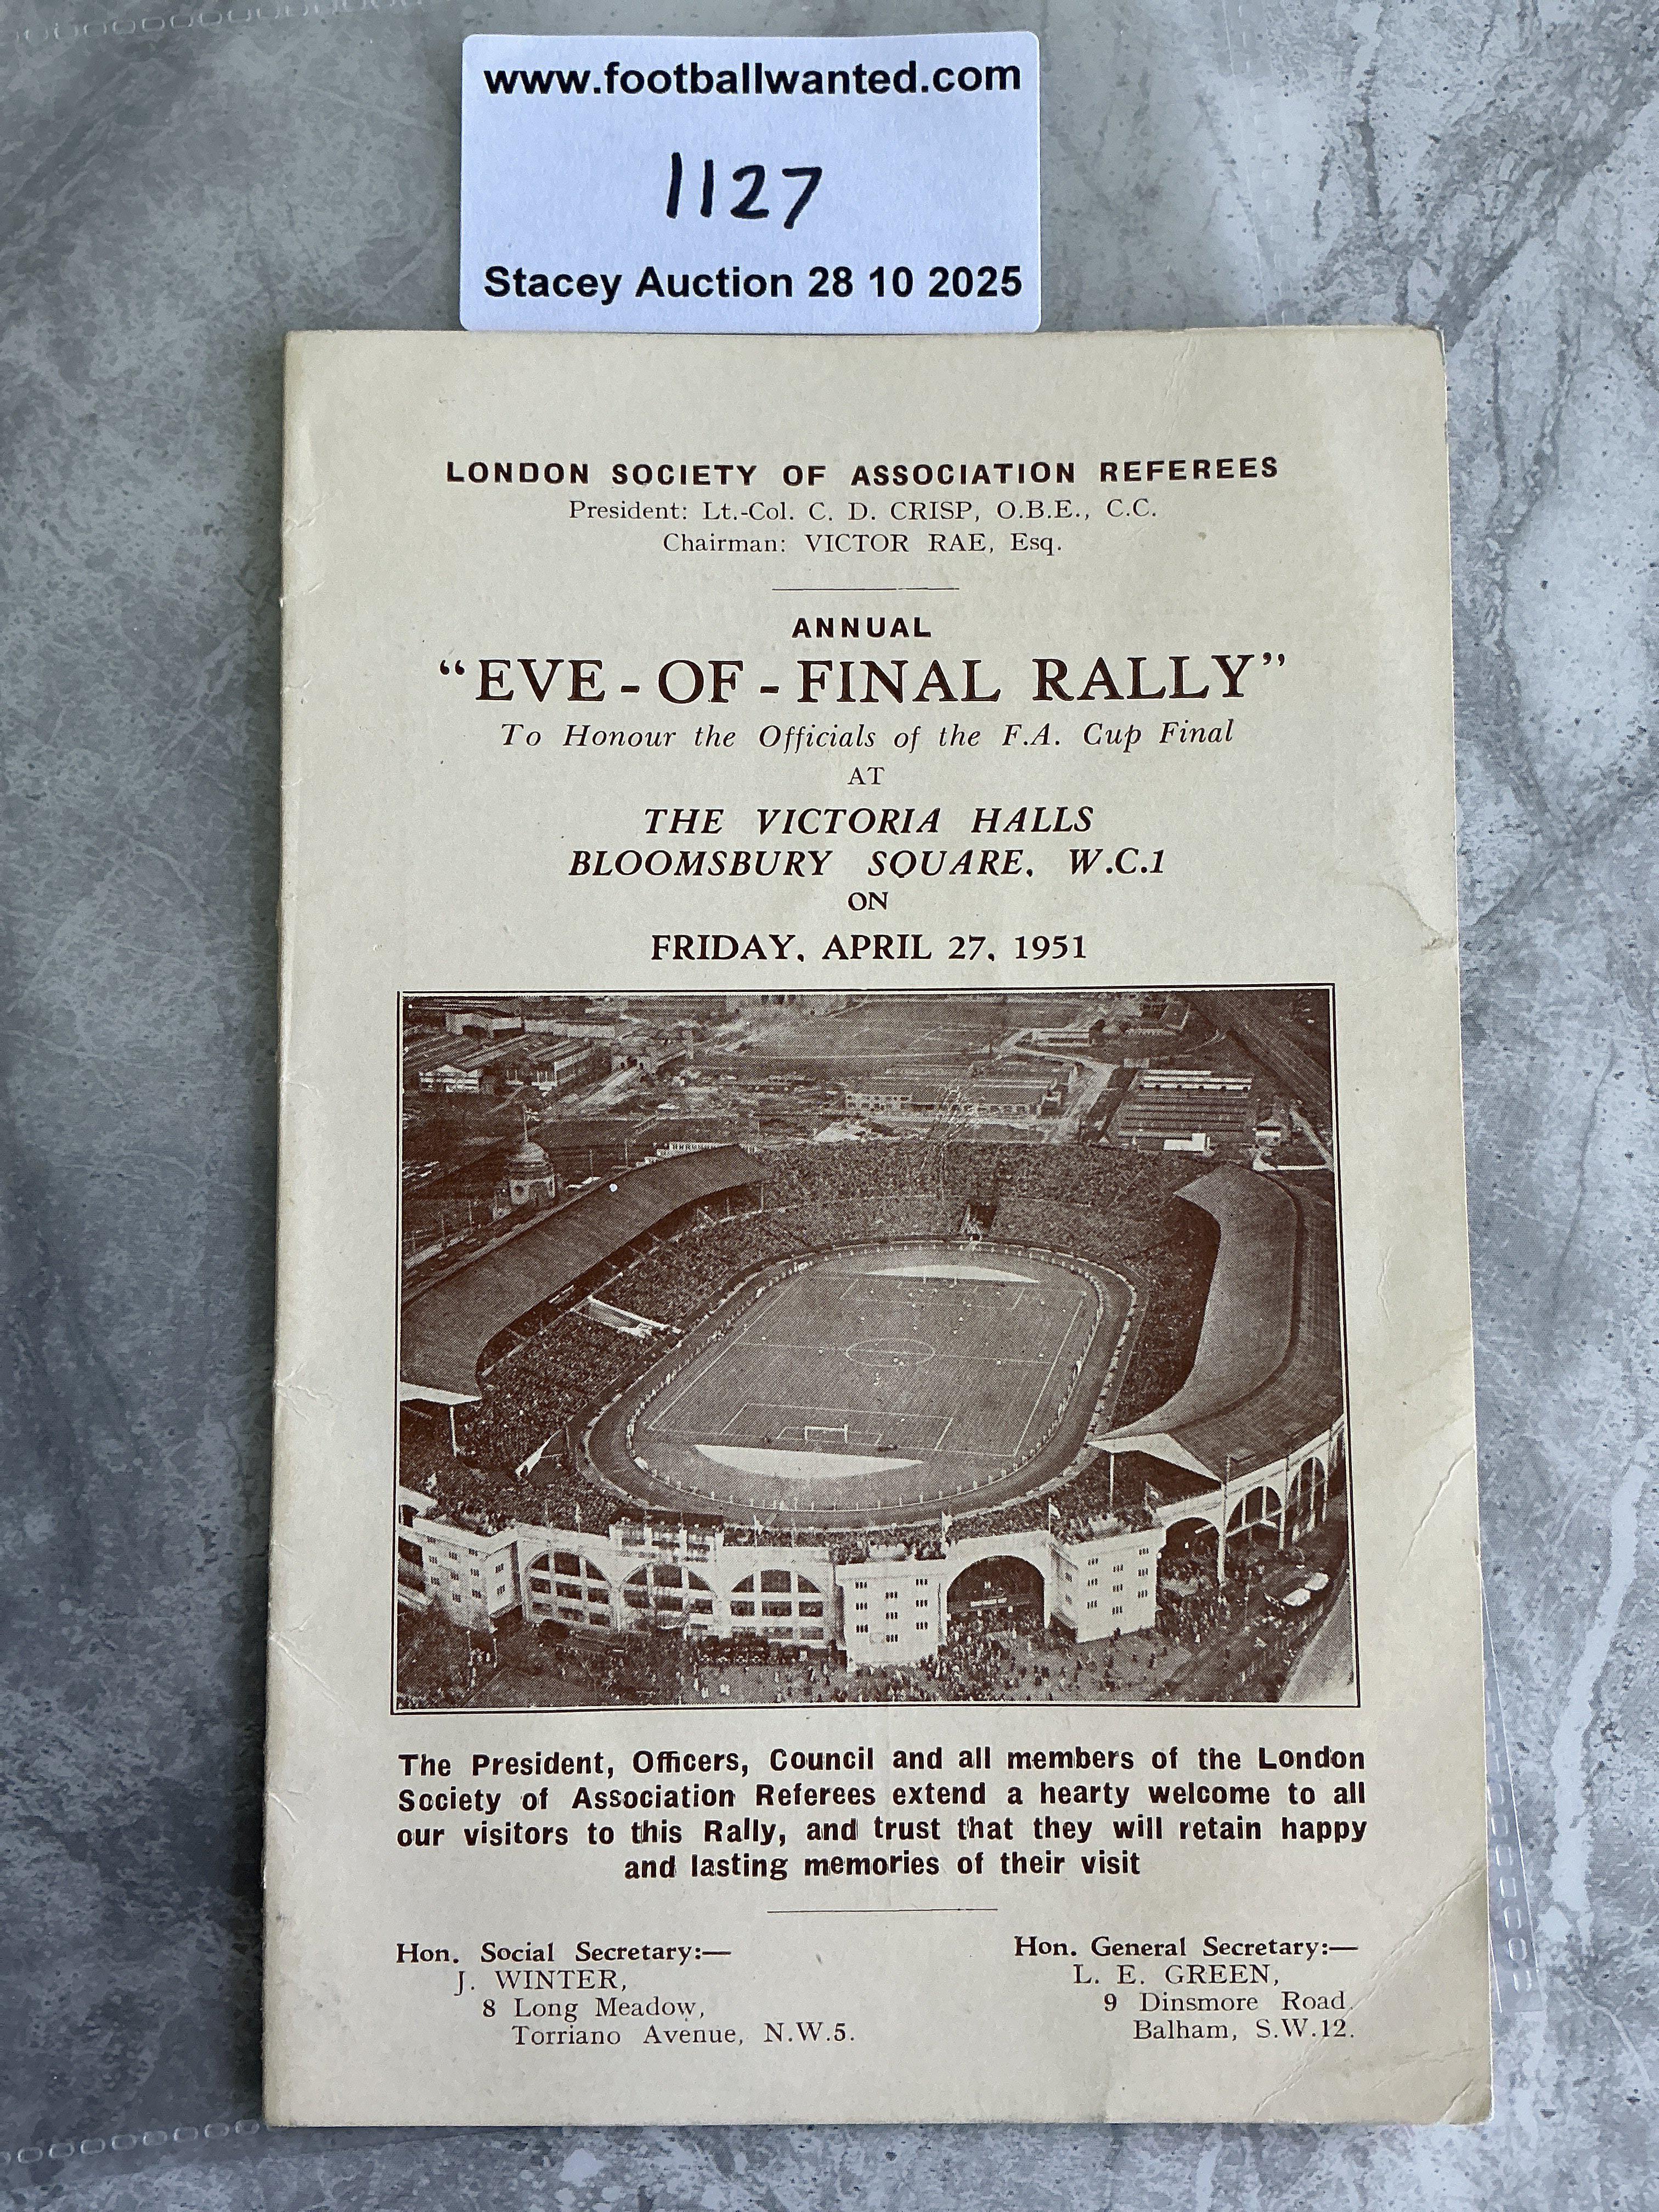 www.footballwanted.com
1127
Stacey Auction 28 10 2025
LONDON SOCIETY OF ASSOCIATION REFEREES
President: Lt.-Col. C. D. CRISP, O.B.E., C.C.
Chairman: VICTOR RAE, Esq.
ANNUAL
“EVE-OF-FINAL RALLY”
To Honour the Officials of the F.A. Cup Final
AT
THE VICTORIA HALLS
BLOOMSBURY SQUARE, W.C.1
ON
FRIDAY, APRIL 27, 1951
The President, Officers, Council and all members of the London
Society of Association Referees extend a hearty welcome to all
our visitors to this Rally, and trust that they will retain happy
and lasting memories of their visit
Hon. Social Secretary:—
J. WINTER,
8 Long Meadow,
Torriano Avenue, N.W.5.
Hon. General Secretary:—
L. E. GREEN,
9 Dinsmore Road,
Balham, S.W.12.